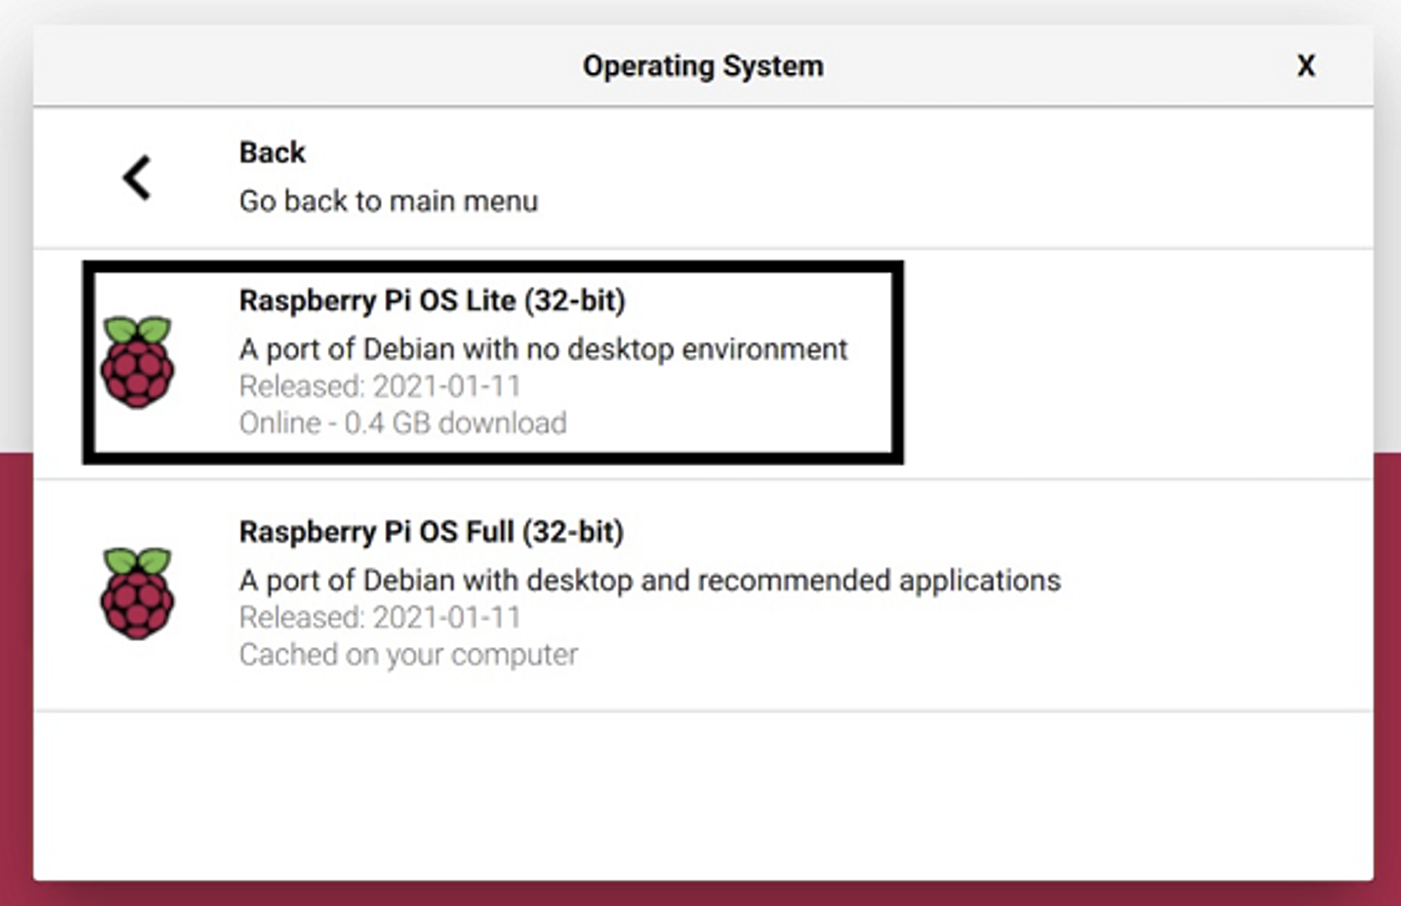 Operating System
X
Back
Go back to main menu
Raspberry Pi OS Lite (32-bit)
A port of Debian with no desktop environment
Released: 2021-01-11
Online - 0.4 GB download
Raspberry Pi OS Full (32-bit)
A port of Debian with desktop and recommended applications
Released: 2021-01-11
Cached on your computer